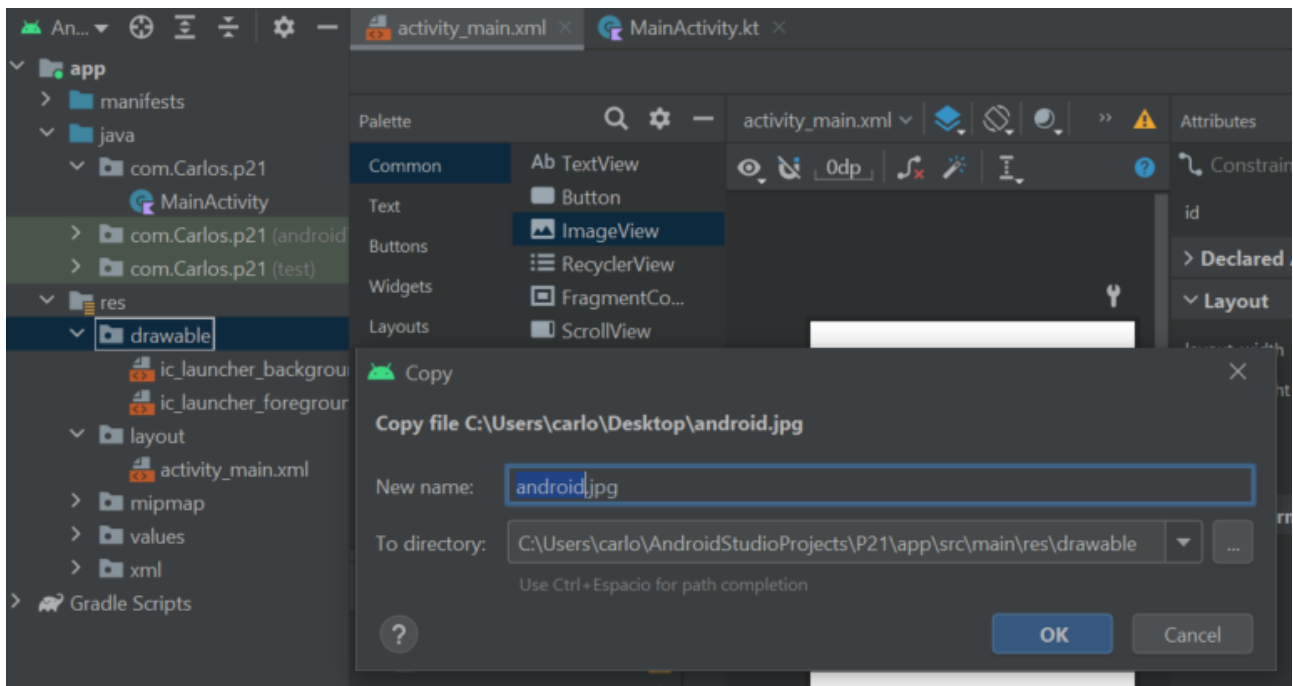 An...
activity_main.xml
MainActivity.kt
app
manifests
java
com.Carlos.p21
MainActivity
com.Carlos.p21 (android
com.Carlos.p21 (test)
res
drawable
ic_launcher_backgrou
ic_launcher_foregroun
layout
activity_main.xml
mipmap
values
xml
Gradle Scripts
Palette
Common
Text
Buttons
Widgets
Layouts
Ab TextView
Button
ImageView
RecyclerView
FragmentCo...
ScrollView
activity_main.xml
0dp
Attributes
Constrain
id
Declared
Layout
Copy
Copy file C:\Users\carlo\Desktop\android.jpg
New name: android.jpg
To directory: C:\Users\carlo\AndroidStudioProjects\P21\app\src\main\res\drawable
...
Use Ctrl+Espacio for path completion
?
OK
Cancel